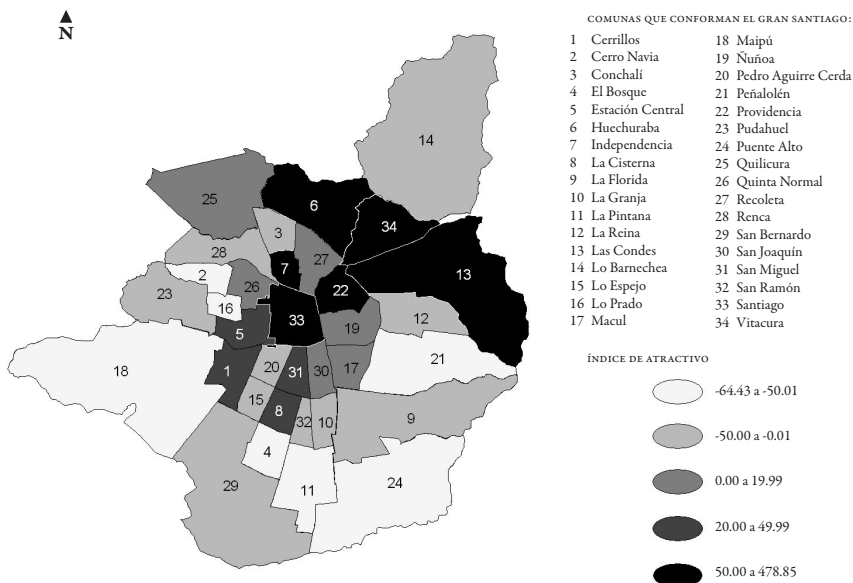 N
COMUNAS QUE CONFORMAN EL GRAN SANTIAGO:
1 Cerrillos
2 Cerro Navia
3 Conchalí
4 El Bosque
5 Estación Central
6 Huechuraba
7 Independencia
8 La Cisterna
9 La Florida
10 La Granja
11 La Pintana
12 La Reina
13 Las Condes
14 Lo Barnechea
15 Lo Espejo
16 Lo Prado
17 Macul
18 Maipú
19 Ñuñoa
20 Pedro Aguirre Cerda
21 Peñalolén
22 Providencia
23 Pudahuel
24 Puente Alto
25 Quilicura
26 Quinta Normal
27 Recoleta
28 Renca
29 San Bernardo
30 San Joaquín
31 San Miguel
32 San Ramón
33 Santiago
34 Vitacura
ÍNDICE DE ATRACTIVO
-64.43 a -50.01
-50.00 a -0.01
0.00 a 19.99
20.00 a 49.99
50.00 a 478.85
14
25
6
34
3
28
27
7
13
2
26
22
23
16
33
5
19
12
21
18
1
20
31
30
17
15
8
32
10
9
4
29
11
24